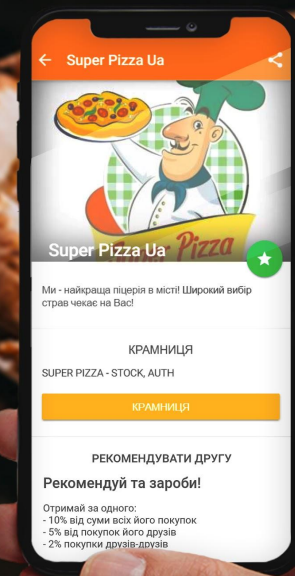 Super Pizza Ua
Super Pizza Ua
Pizza
Ми - найкраща піцерія в місті! Широкий вибір
страв чекає на Вас!
КРАМНИЦЯ
SUPER PIZZA - STOCK, AUTH
КРАМНИЦЯ
РЕКОМЕНДУВАТИ ДРУГУ
Рекомендуй та зароби!
Отримай за одного:
- 10% від суми всіх його покупок
- 5% від покупок його друзів
- 2% покупки друзів-друзів